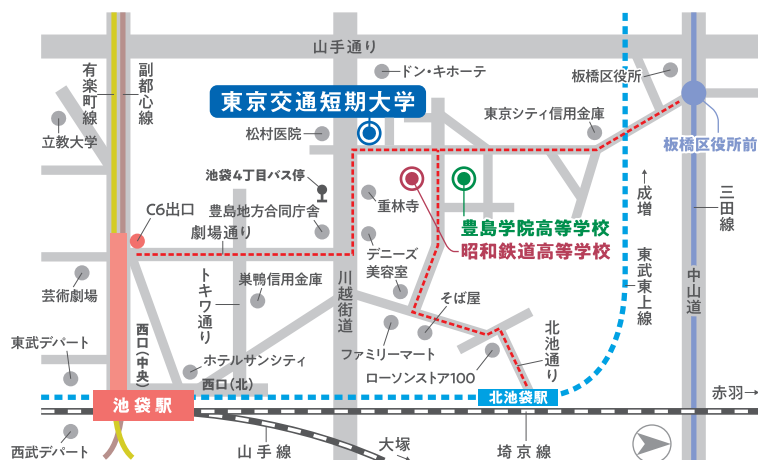 山手通り
ドン・キホーテ
板橋区役所
有楽町線
副都心線
東京交通短期大学
東京シティ信用金庫
立教大学
松村医院
板橋区役所前
池袋4丁目バス停
←成増
三田線
C6出口
豊島地方合同庁舎
重林寺
豊島学院高等学校
劇場通り
昭和鉄道高等学校
デニーズ
美容室
東武東上線
中山道
芸術劇場
トキワ通り
巣鴨信用金庫
川越街道
そば屋
北池通り
東武デパート
西口(中央)
ホテルサンシティ
ファミリーマート
西口(北)
ローソンストア100
池袋駅
北池袋駅
赤羽→
西武デパート
山手線
大塚
→
埼京線